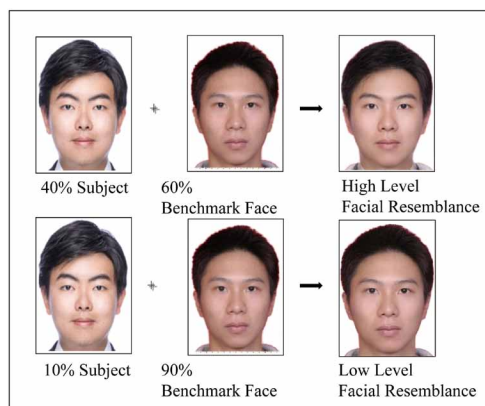 40% Subject
60%
Benchmark Face
High Level
Facial Resemblance
10% Subject
90%
Benchmark Face
Low Level
Facial Resemblance